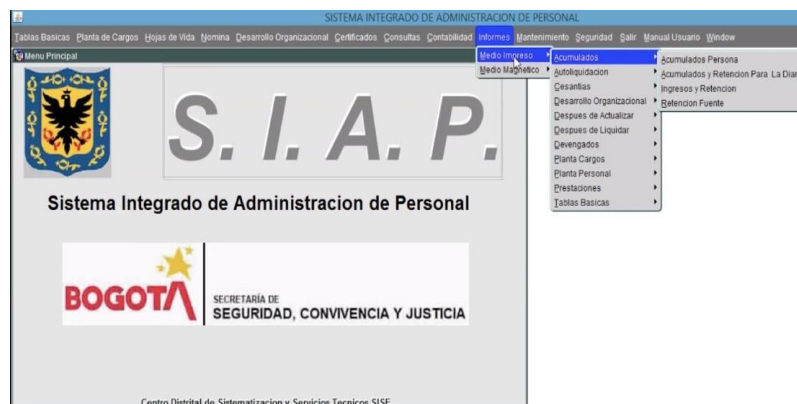 SISTEMA INTEGRADO DE ADMINISTRACION DE PERSONAL
Tablas Basicas Planta de Cargos Hojas de Vida Nomina Desarrollo Organizacional Certificados Consultas Contabilidad Informes Mantenimiento Seguridad Salir Manual Usuario Window
Menu Principal
Medio Impreso
Medio Magnetico
Acumulados
Autoliquidacion
Cesantias
Desarrollo Organizacional
Despues de Actualizar
Despues de Liquidar
Devengados
Planta Cargos
Planta Personal
Prestaciones
Tablas Basicas
Acumulados Persona
Acumulados y Retencion Para La Dian
Ingresos y Retencion
Retencion Fuente
S. I. A. P.
Sistema Integrado de Administracion de Personal
BOGOTÁ
SECRETARÍA DE
SEGURIDAD, CONVIVENCIA Y JUSTICIA
Centro Distrital de Sistematizacion y Servicios Tecnicos SISE